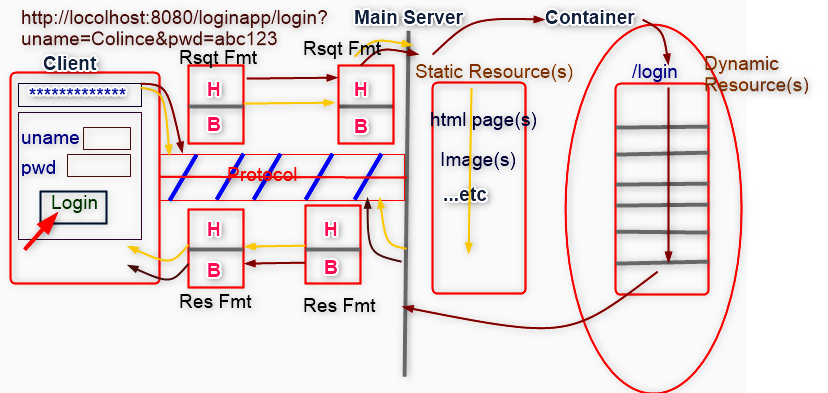 http://locolhost:8080/loginapp/login?
uname=Colince&pwd=abc123
Main Server
Container
Client
Rsqt Fmt
Rsqt Fmt
Static Resource(s)
/login
Dynamic
Resource(s)
*************
H
B
H
B
html page(s)
uname
pwd
Image(s)
Protocol
...etc
Login
H
B
H
B
Res Fmt
Res Fmt